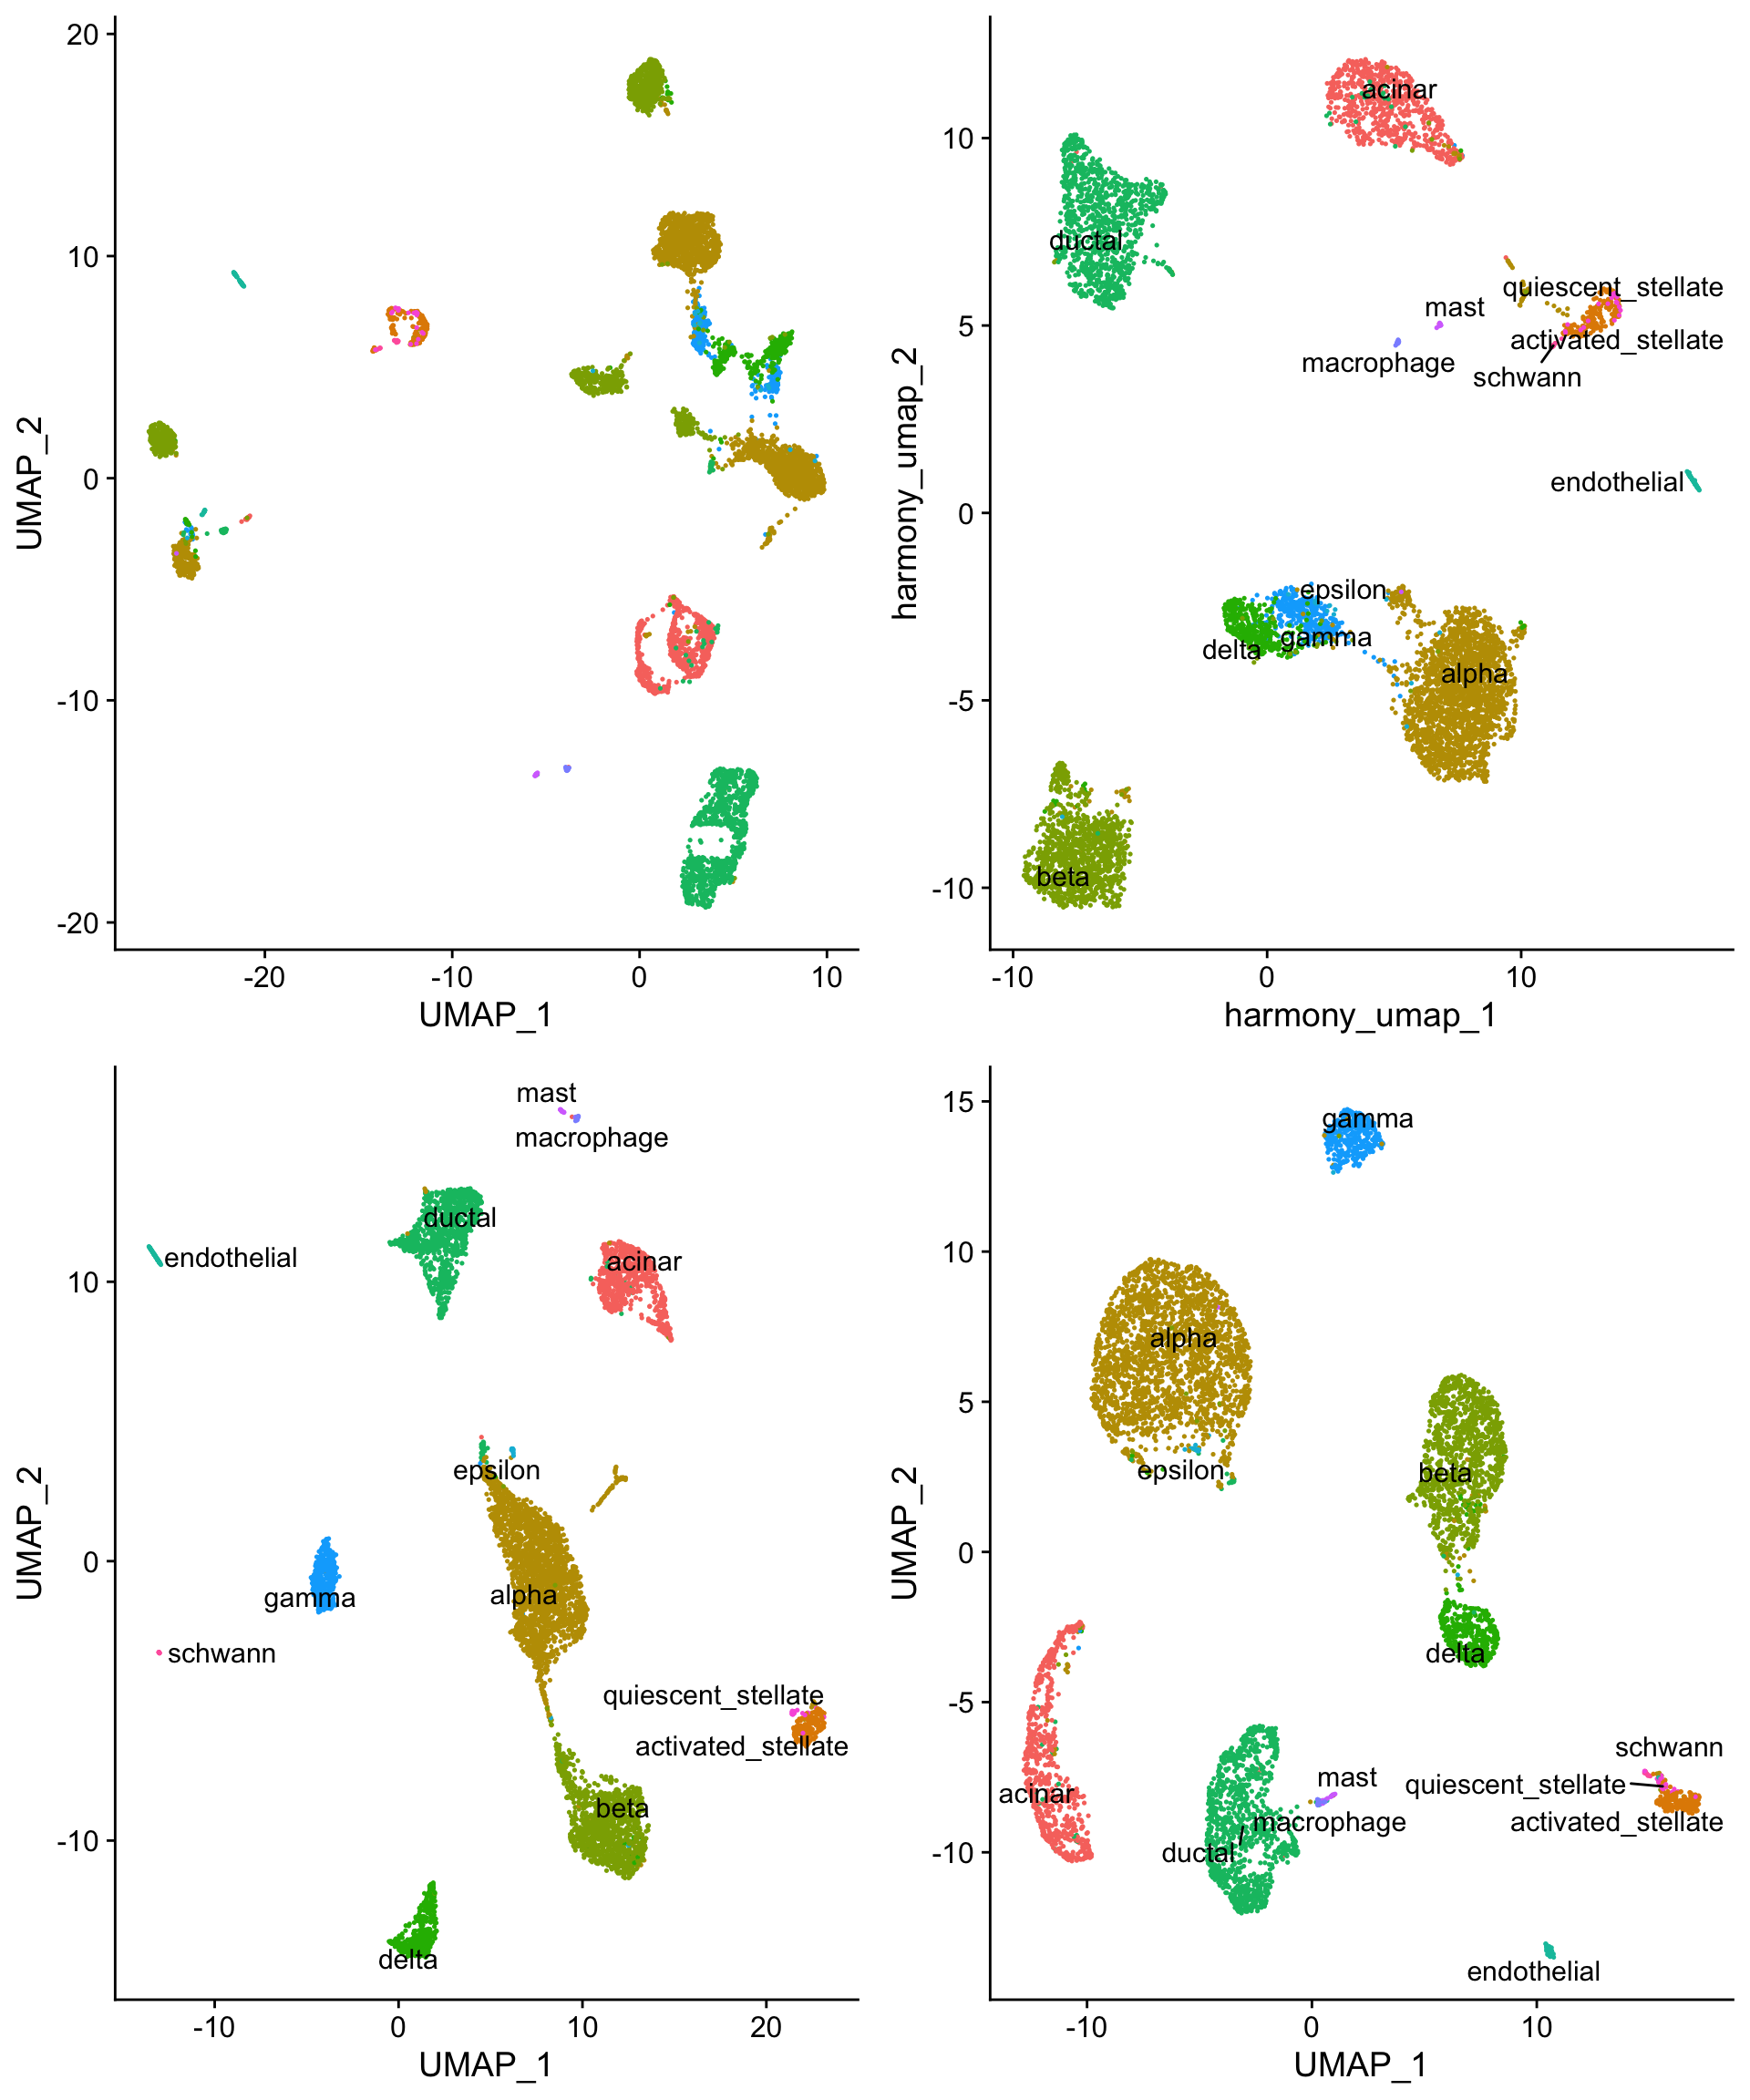 20
10
0
-10
-20
UMAP_2
-20
-10
0
10
UMAP_1
acinar
ductal
quiescent_stellate
mast
activated_stellate
macrophage
schwann
endothelial
epsilon
gamma
delta
alpha
beta
10
5
0
-5
-10
harmony_umap_2
-10
0
10
harmony_umap_1
mast
macrophage
ductal
endothelial
acinar
epsilon
alpha
gamma
schwann
quiescent_stellate
activated_stellate
beta
delta
10
0
-10
UMAP_2
-10
0
10
20
UMAP_1
gamma
alpha
epsilon
beta
delta
schwann
mast
quiescent_stellate
acinar
macrophage
activated_stellate
ductal
endothelial
15
10
5
0
-5
-10
UMAP_2
-10
0
10
UMAP_1